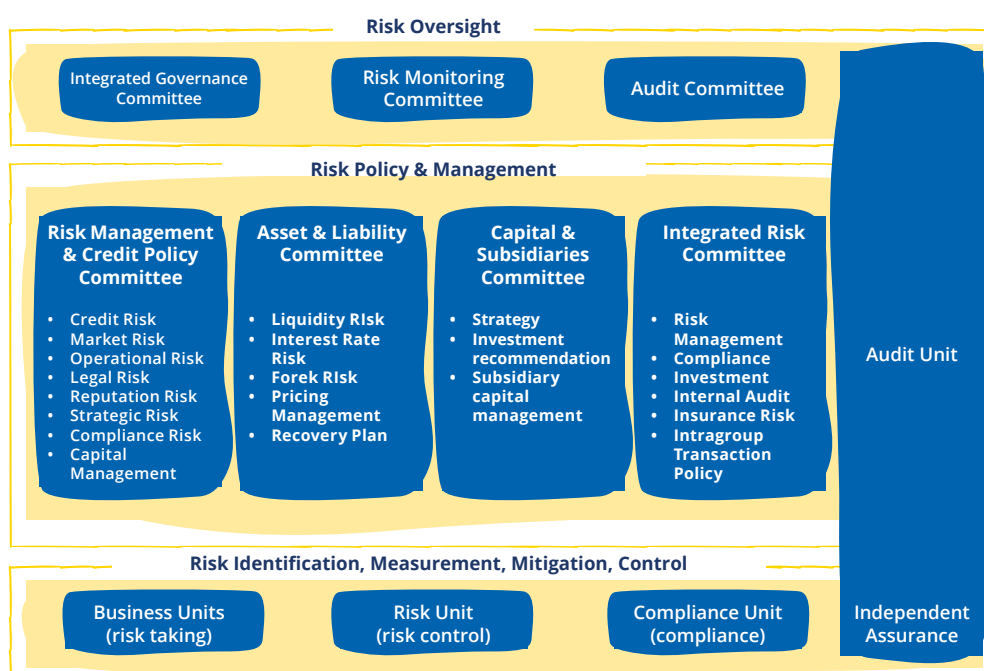 Risk Oversight
Integrated Governance
Committee
Risk Monitoring
Committee
Audit Committee
Risk Policy & Management
Risk Management
& Credit Policy
Committee
• Credit Risk
• Market Risk
• Operational Risk
• Legal Risk
• Reputation Risk
• Strategic Risk
• Compliance Risk
• Capital
Management
Asset & Liability
Committee
• Liquidity RIsk
• Interest Rate
Risk
• Forek RIsk
• Pricing
Management
• Recovery Plan
Capital &
Subsidiaries
Committee
• Strategy
• Investment
recommendation
• Subsidiary
capital
management
Integrated Risk
Committee
• Risk
Management
• Compliance
• Investment
• Internal Audit
• Insurance Risk
• Intragroup
Transaction
Policy
Audit Unit
Risk Identification, Measurement, Mitigation, Control
Business Units
(risk taking)
Risk Unit
(risk control)
Compliance Unit
(compliance)
Independent
Assurance